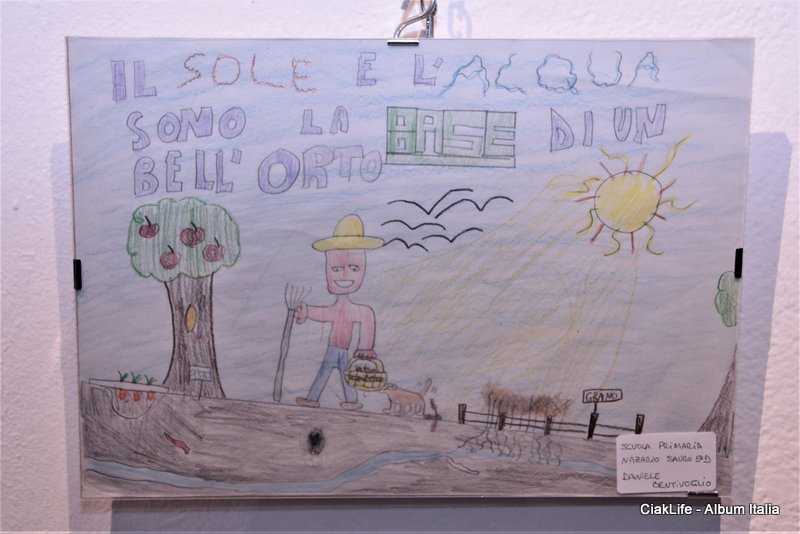 IL SOLE E L'ACQUA
SONO LA BASE DI UN
BELL'ORTO
GRANO
SCUOLA PRIMARIA
NAZARIO SAURO 5ªD
DANIELE
BENTIVOGLIO
CiakLife - Album Italia